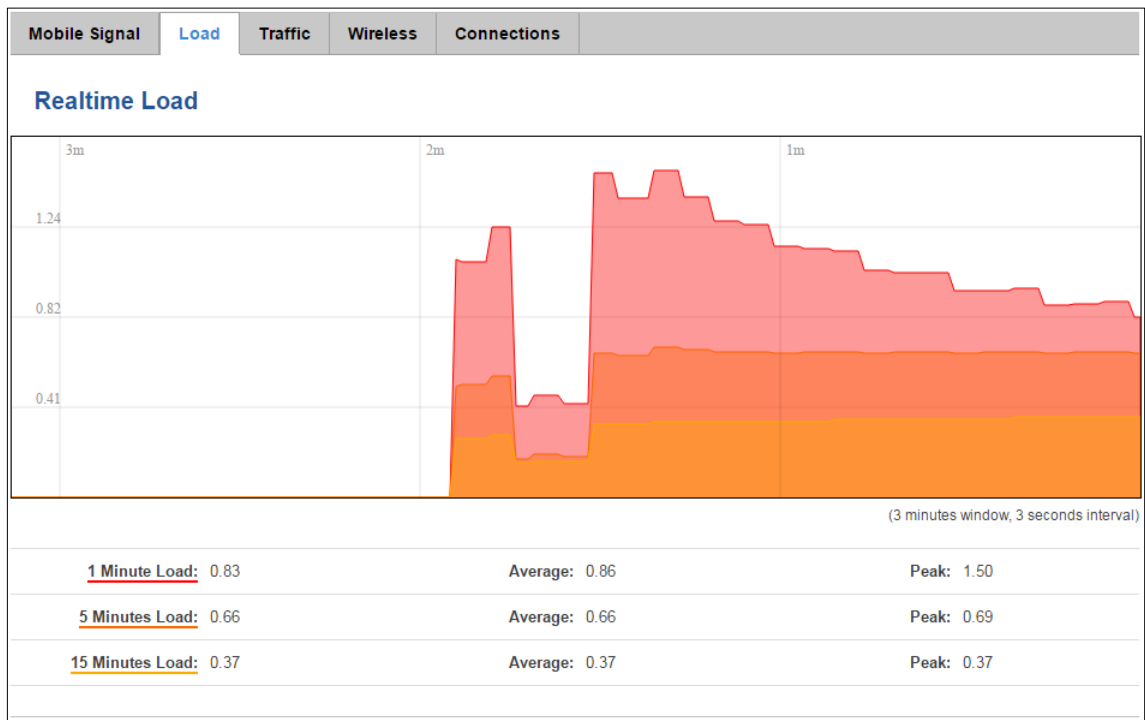 Mobile Signal Load Traffic Wireless Connections
Realtime Load
3m 2m 1m
1.24
0.82
0.41
(3 minutes window, 3 seconds interval)
1 Minute Load: 0.83 Average: 0.86 Peak: 1.50
5 Minutes Load: 0.66 Average: 0.66 Peak: 0.69
15 Minutes Load: 0.37 Average: 0.37 Peak: 0.37